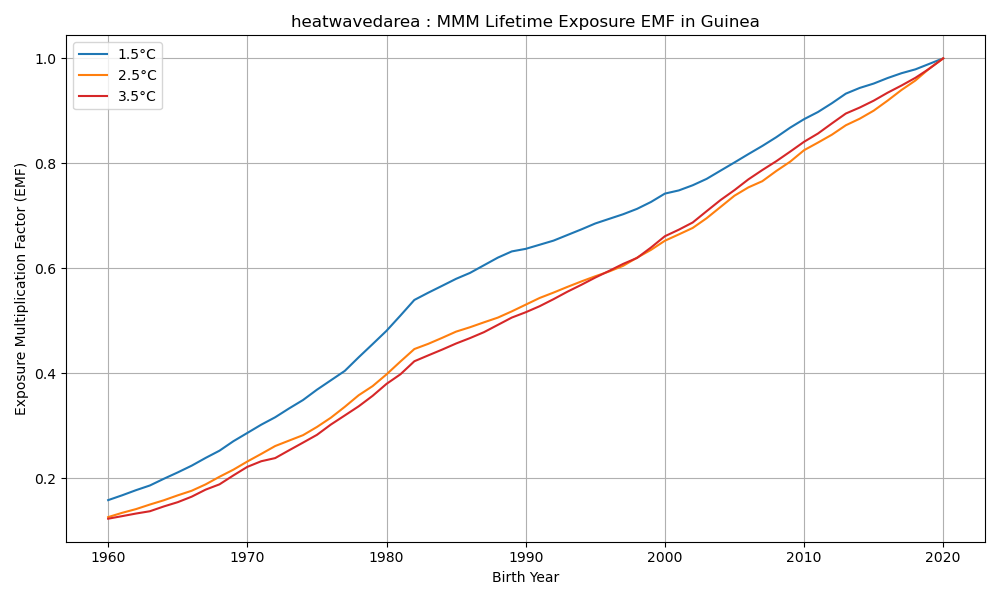 heatwavedarea : MMM Lifetime Exposure EMF in Guinea
1.5°C
2.5°C
3.5°C
Exposure Multiplication Factor (EMF)
1.0
0.8
0.6
0.4
0.2
1960 1970 1980 1990 2000 2010 2020
Birth Year